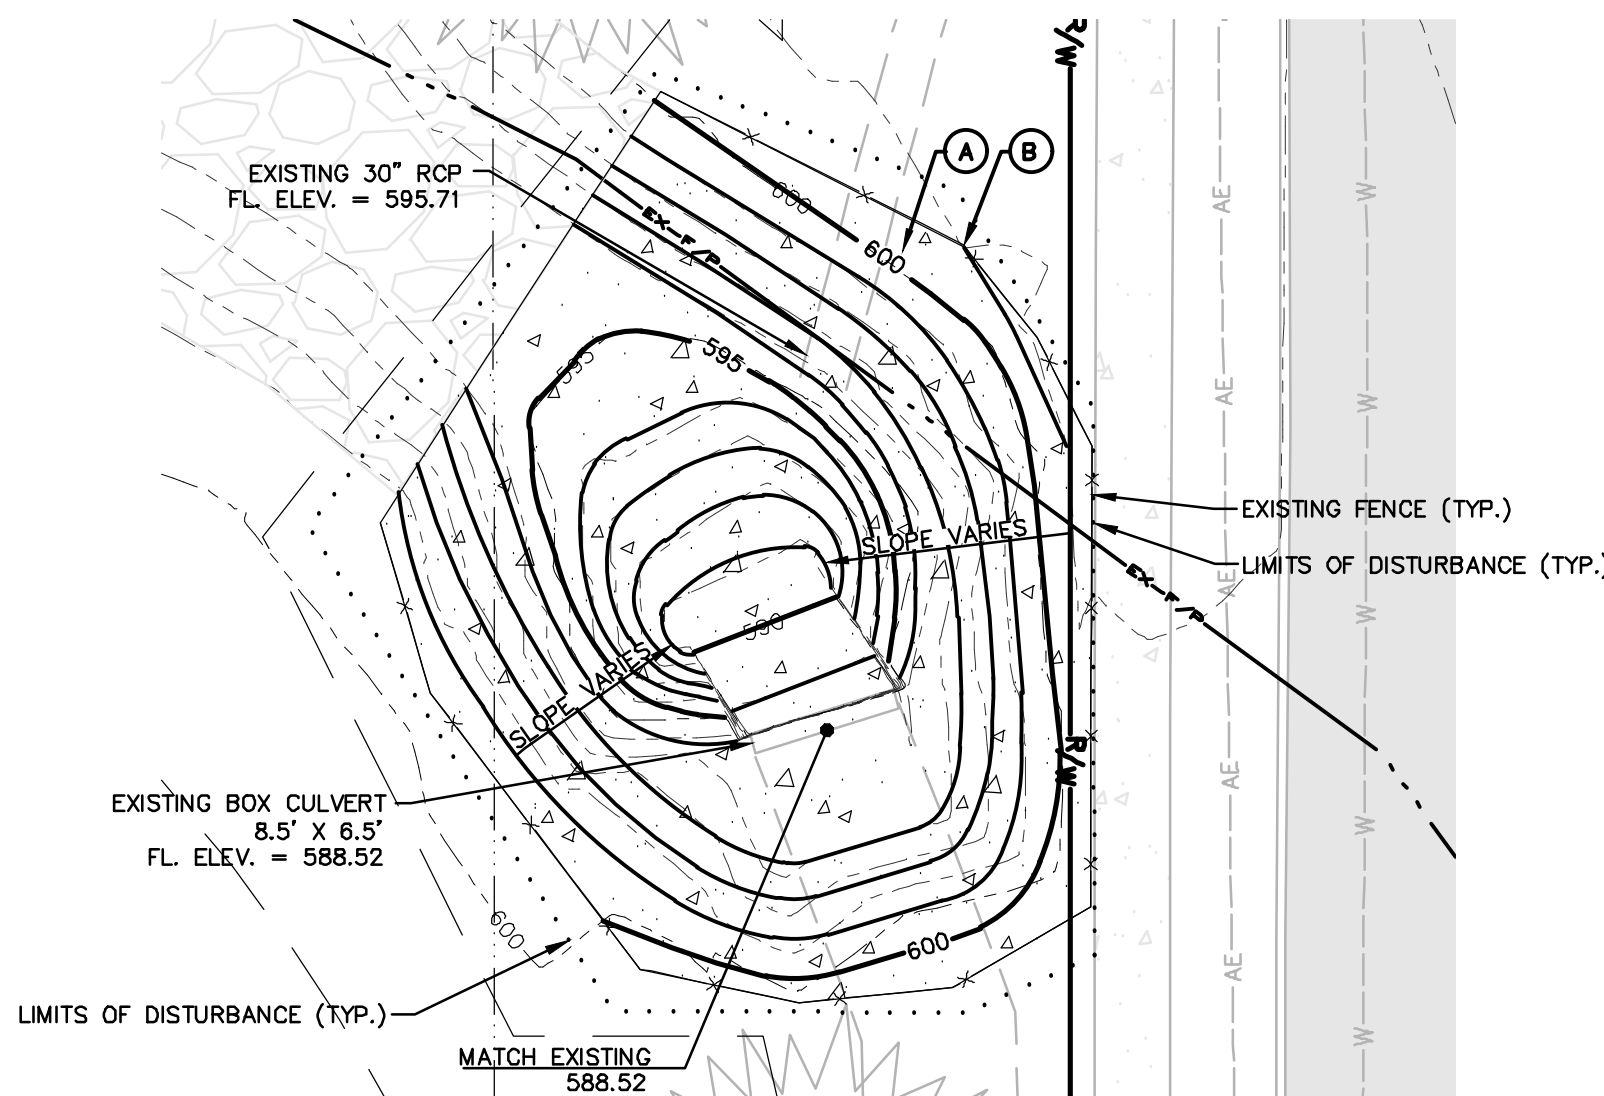 R/W
A
B
EXISTING 30" RCP
FL. ELEV. = 595.71
600
AE
W
EX-F/P
600
595
595
AE
W
EXISTING FENCE (TYP.)
SLOPE VARIES
LIMITS OF DISTURBANCE (TYP.)
EX-F/P
AE
W
590
SLOPE VARIES
R/W
AE
EXISTING BOX CULVERT
8.5' X 6.5'
FL. ELEV. = 588.52
W
600
600
AE
LIMITS OF DISTURBANCE (TYP.)
W
MATCH EXISTING
588.52